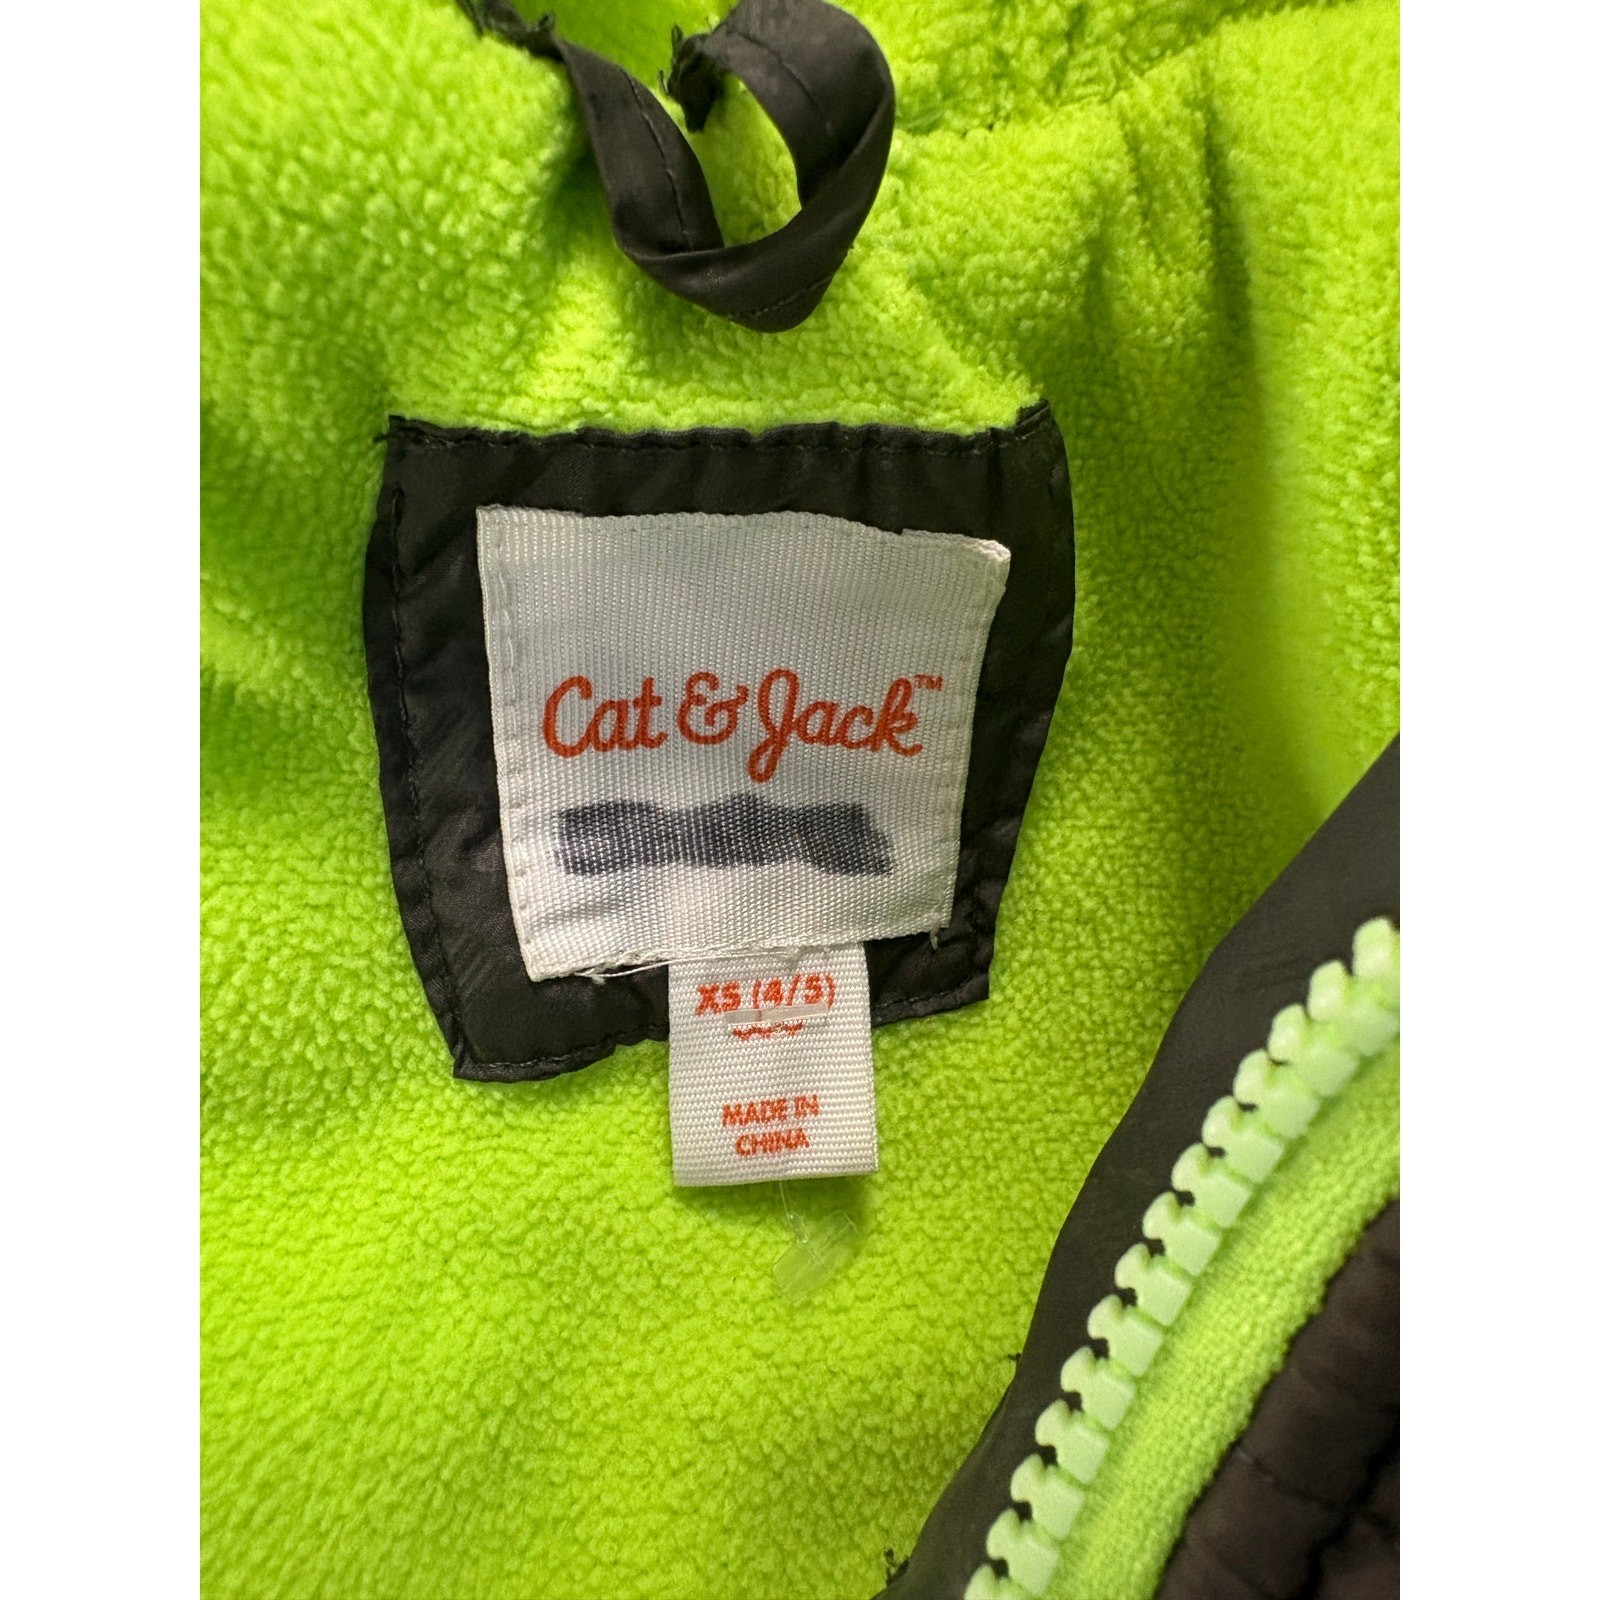 Cat & Jack™
XS (4/5)
MADE IN
CHINA